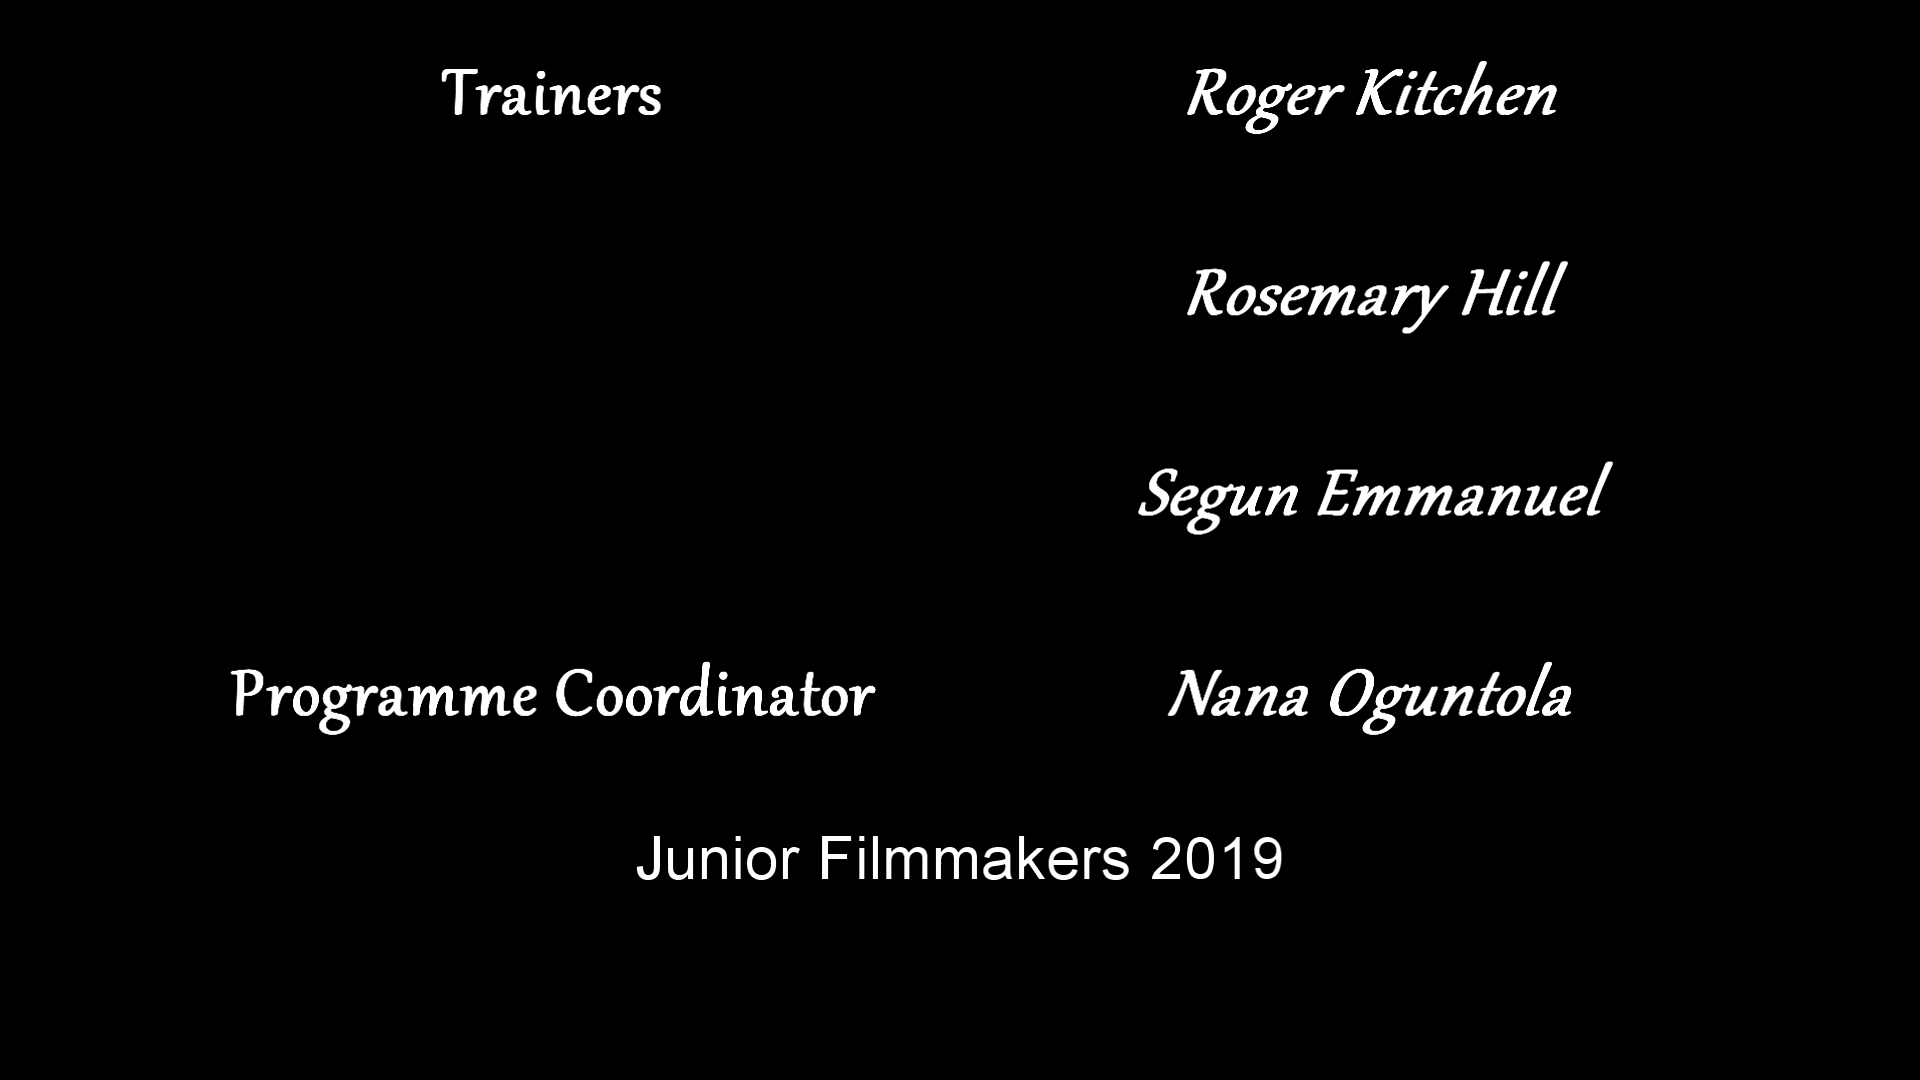 Trainers Roger Kitchen
Rosemary Hill
Segun Emmanuel
Programme Coordinator Nana Oguntola
Junior Filmmakers 2019